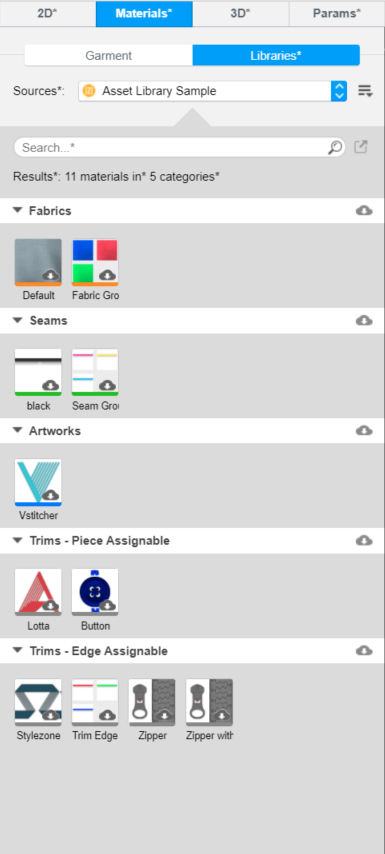 2D* Materials* 3D* Params*
Garment Libraries*
Sources*: Asset Library Sample
Search...*
Results*: 11 materials in* 5 categories*
Fabrics
Default Fabric Gro
Seams
black Seam Grou
Artworks
Vstitcher
Trims - Piece Assignable
Lotta Button
Trims - Edge Assignable
Stylezone Trim Edge Zipper Zipper with